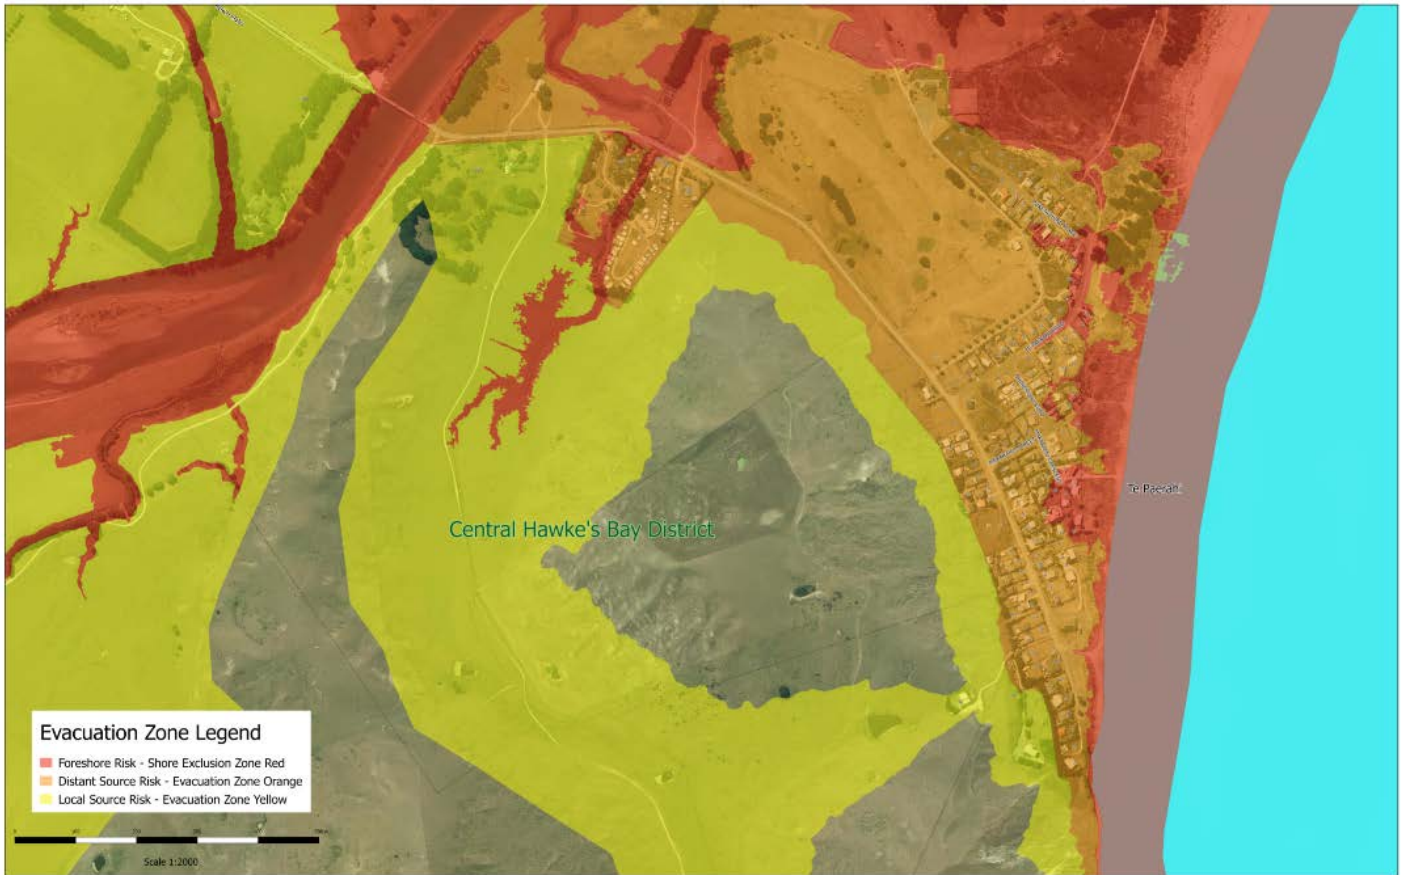 Te Paerahi
Central Hawke's Bay District
Evacuation Zone Legend
Foreshore Risk - Shore Exclusion Zone Red
Distant Source Risk - Evacuation Zone Orange
Local Source Risk - Evacuation Zone Yellow
Scale 1:2000